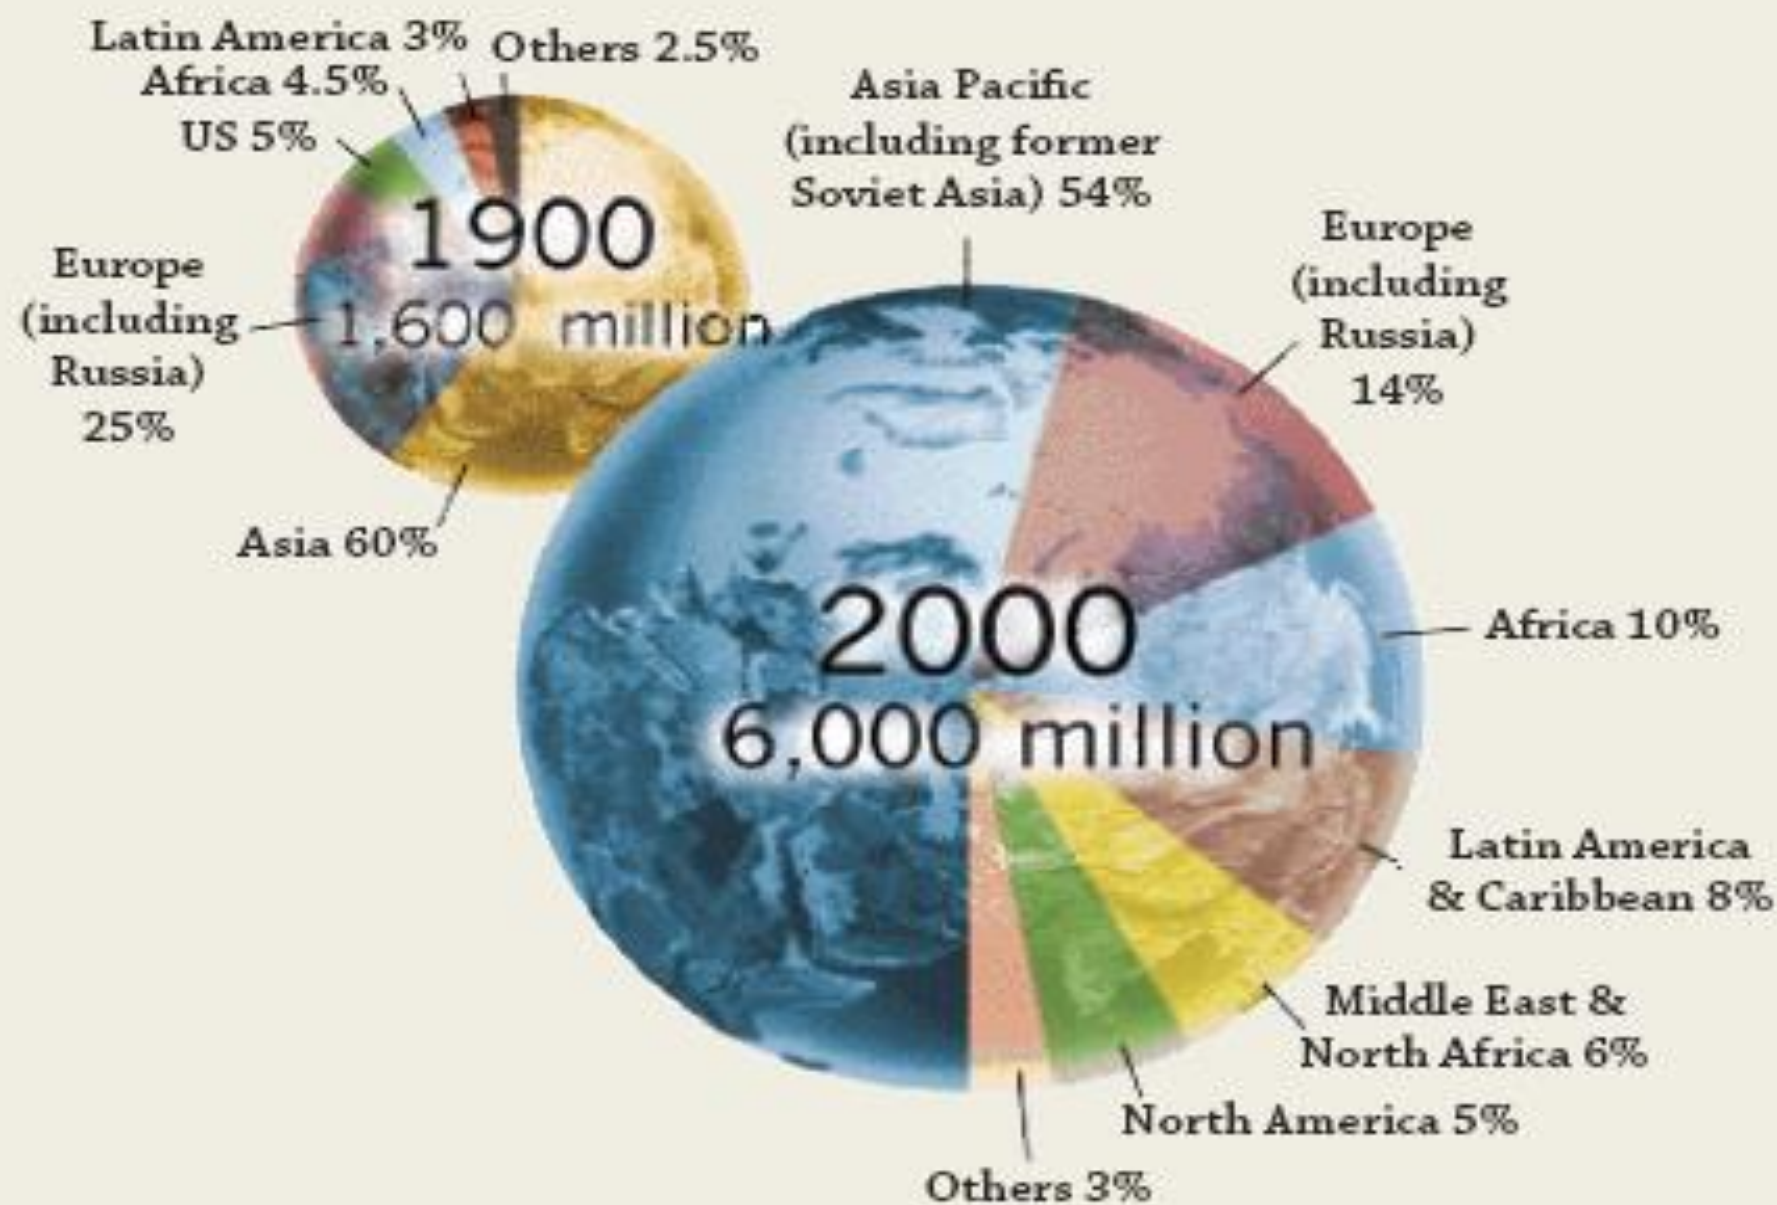 Latin America 3%
Others 2.5%
Africa 4.5%
US 5%
1900
1,600 million
Europe
(including
Russia)
25%
Asia 60%
Asia Pacific
(including former
Soviet Asia) 54%
Europe
(including
Russia)
14%
2000
6,000 million
Africa 10%
Latin America
& Caribbean 8%
Middle East &
North Africa 6%
North America 5%
Others 3%